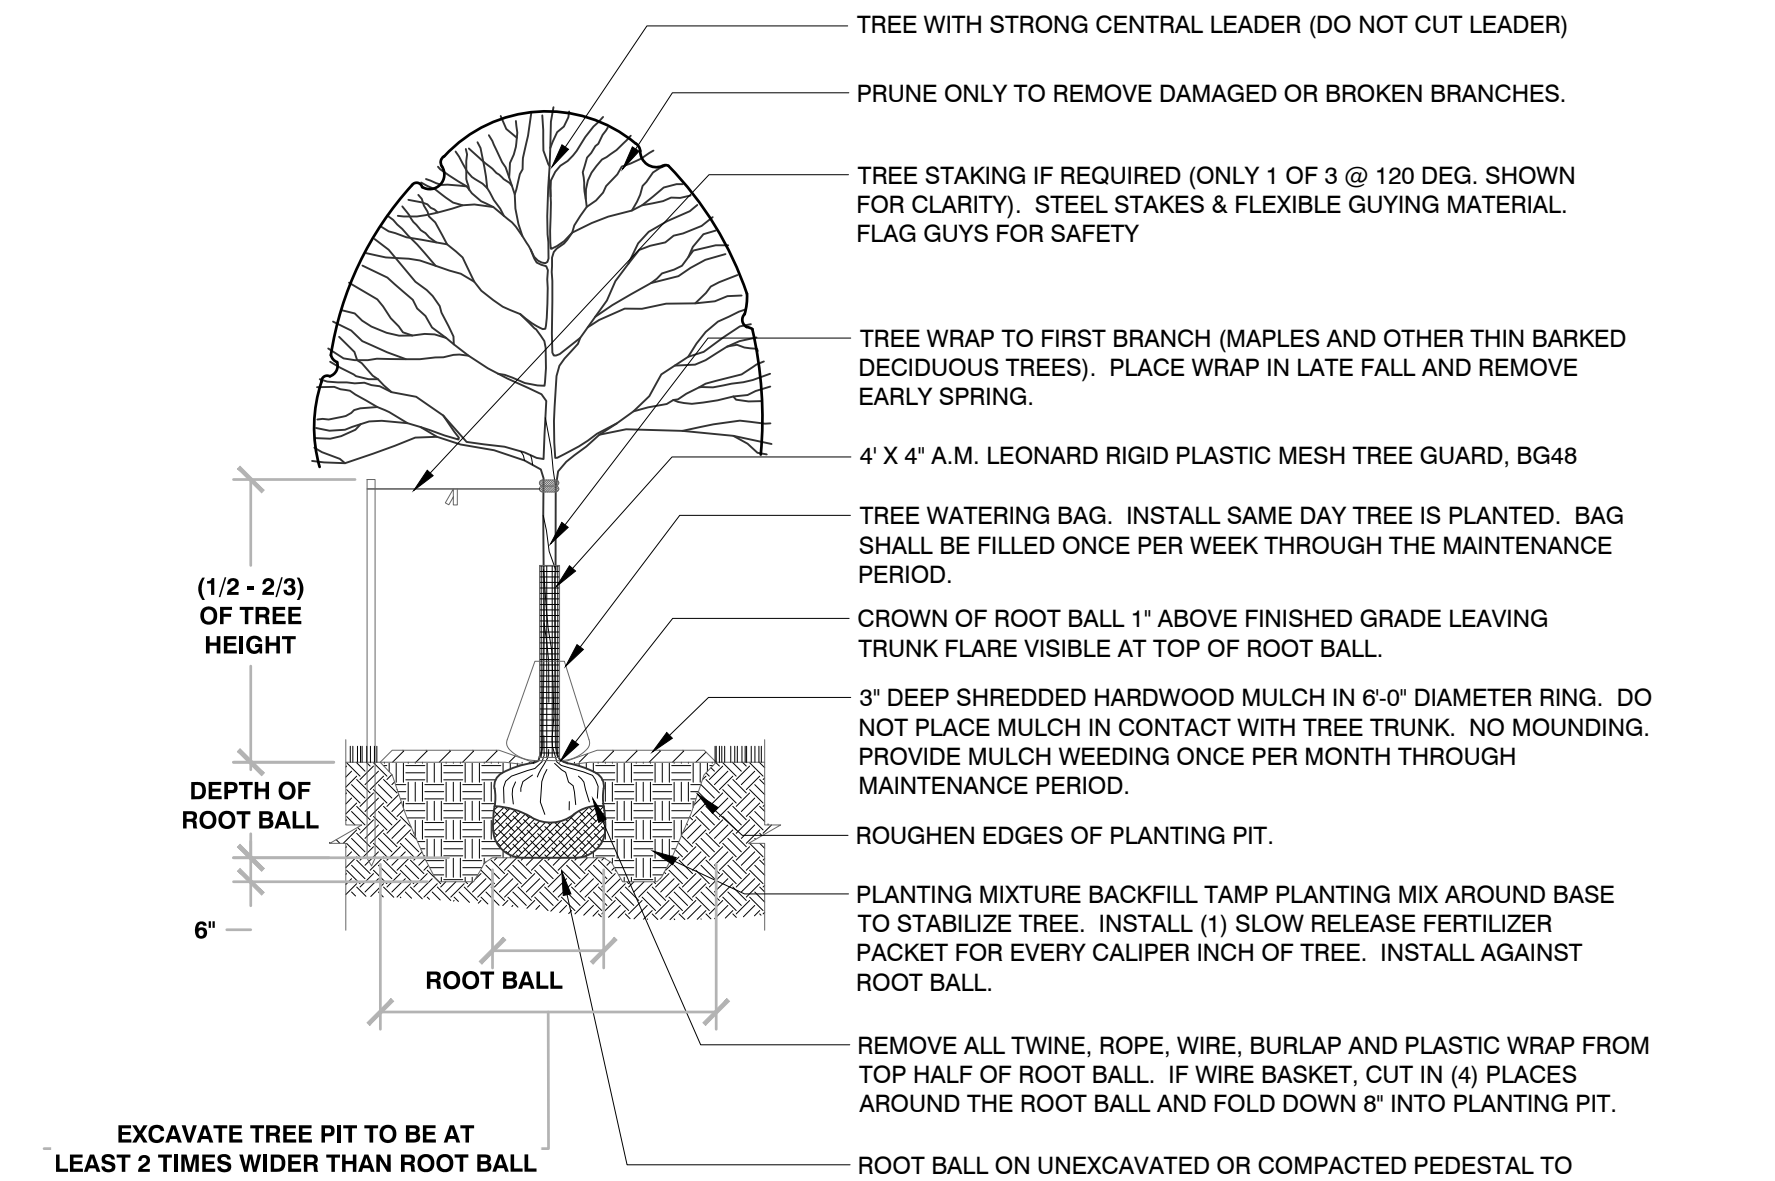 TREE WITH STRONG CENTRAL LEADER (DO NOT CUT LEADER)
PRUNE ONLY TO REMOVE DAMAGED OR BROKEN BRANCHES.
TREE STAKING IF REQUIRED (ONLY 1 OF 3 @ 120 DEG. SHOWN
FOR CLARITY).  STEEL STAKES & FLEXIBLE GUYING MATERIAL.
FLAG GUYS FOR SAFETY
TREE WRAP TO FIRST BRANCH (MAPLES AND OTHER THIN BARKED
DECIDUOUS TREES).  PLACE WRAP IN LATE FALL AND REMOVE
EARLY SPRING.
4' X 4" A.M. LEONARD RIGID PLASTIC MESH TREE GUARD, BG48
TREE WATERING BAG.  INSTALL SAME DAY TREE IS PLANTED.  BAG
SHALL BE FILLED ONCE PER WEEK THROUGH THE MAINTENANCE
PERIOD.
CROWN OF ROOT BALL 1" ABOVE FINISHED GRADE LEAVING
TRUNK FLARE VISIBLE AT TOP OF ROOT BALL.
3" DEEP SHREDDED HARDWOOD MULCH IN 6'-0" DIAMETER RING.  DO
NOT PLACE MULCH IN CONTACT WITH TREE TRUNK.  NO MOUNDING.
PROVIDE MULCH WEEDING ONCE PER MONTH THROUGH
MAINTENANCE PERIOD.
ROUGHEN EDGES OF PLANTING PIT.
PLANTING MIXTURE BACKFILL TAMP PLANTING MIX AROUND BASE
TO STABILIZE TREE.  INSTALL (1) SLOW RELEASE FERTILIZER
PACKET FOR EVERY CALIPER INCH OF TREE.  INSTALL AGAINST
ROOT BALL.
REMOVE ALL TWINE, ROPE, WIRE, BURLAP AND PLASTIC WRAP FROM
TOP HALF OF ROOT BALL.  IF WIRE BASKET, CUT IN (4) PLACES
AROUND THE ROOT BALL AND FOLD DOWN 8" INTO PLANTING PIT.
ROOT BALL ON UNEXCAVATED OR COMPACTED PEDESTAL TO
(1/2 - 2/3)
OF TREE
HEIGHT
DEPTH OF
ROOT BALL
6"
ROOT BALL
EXCAVATE TREE PIT TO BE AT
LEAST 2 TIMES WIDER THAN ROOT BALL